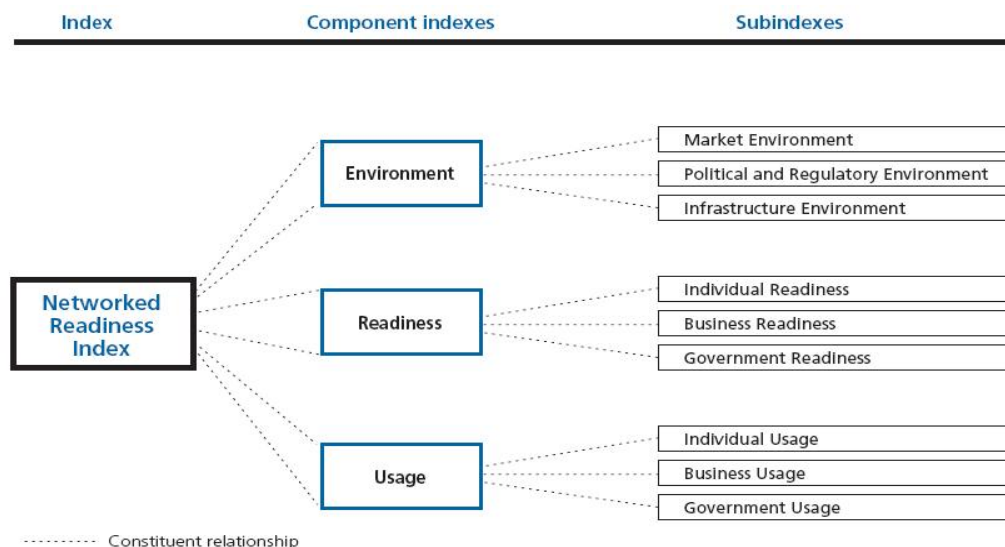 Index Component indexes Subindexes
Market Environment
Environment
Political and Regulatory Environment
Infrastructure Environment
Networked
Readiness
Index
Individual Readiness
Readiness
Business Readiness
Government Readiness
Individual Usage
Usage
Business Usage
Government Usage
Constituent relationship